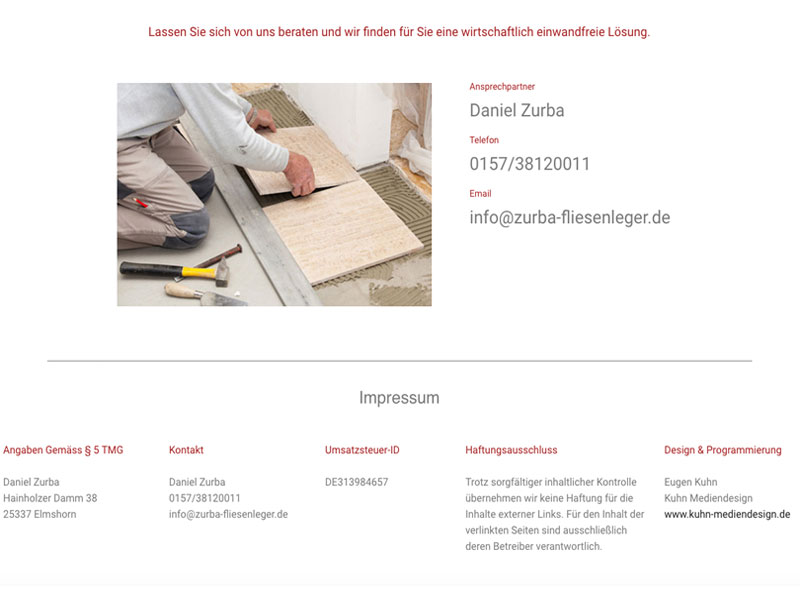 Lassen Sie sich von uns beraten und wir finden für Sie eine wirtschaftlich einwandfreie Lösung.
Ansprechpartner
Daniel Zurba
Telefon
0157/38120011
Email
info@zurba-fliesenleger.de
Impressum
Angaben Gemäss § 5 TMG
Daniel Zurba
Hainholzer Damm 38
25337 Elmshorn
Kontakt
Daniel Zurba
0157/38120011
info@zurba-fliesenleger.de
Umsatzsteuer-ID
DE313984657
Haftungsausschluss
Trotz sorgfältiger inhaltlicher Kontrolle
übernehmen wir keine Haftung für die
Inhalte externer Links. Für den Inhalt der
verlinkten Seiten sind ausschließlich
deren Betreiber verantwortlich.
Design & Programmierung
Eugen Kuhn
Kuhn Mediendesign
www.kuhn-mediendesign.de